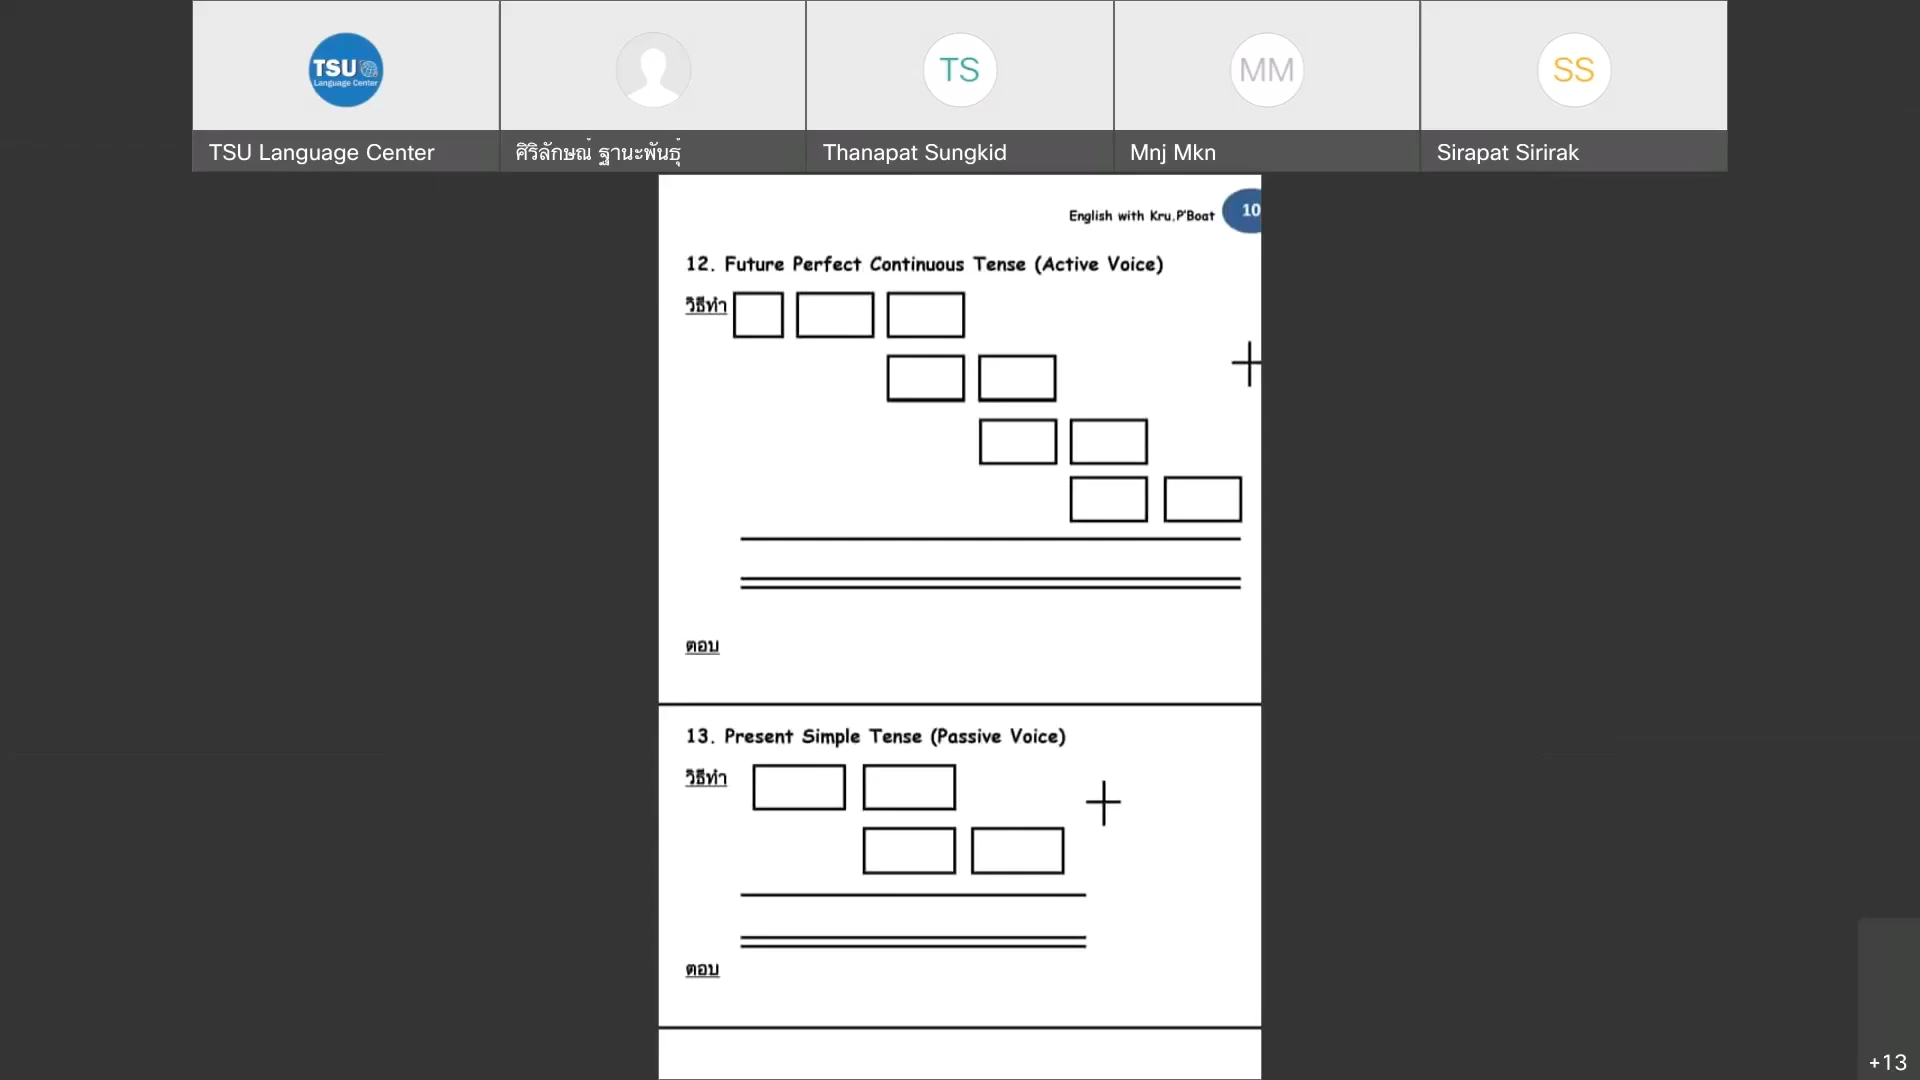 TSU
Language Center
TS
MM
SS
TSU Language Center
ศิริลักษณ์ ฐานะพันธุ์
Thanapat Sungkid
Mnj Mkn
Sirapat Sirirak
English with Kru.P'Boat
10
12. Future Perfect Continuous Tense (Active Voice)
วิธีทำ
ตอบ
13. Present Simple Tense (Passive Voice)
วิธีทำ
ตอบ
+13